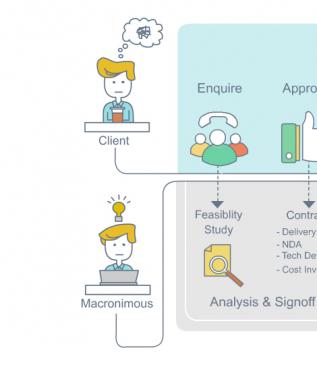 Enquire
Appro
Client
Feasiblity
Study
Contra
- Delivery
- NDA
- Tech De
- Cost Inv
Macronimous
Analysis & Signoff